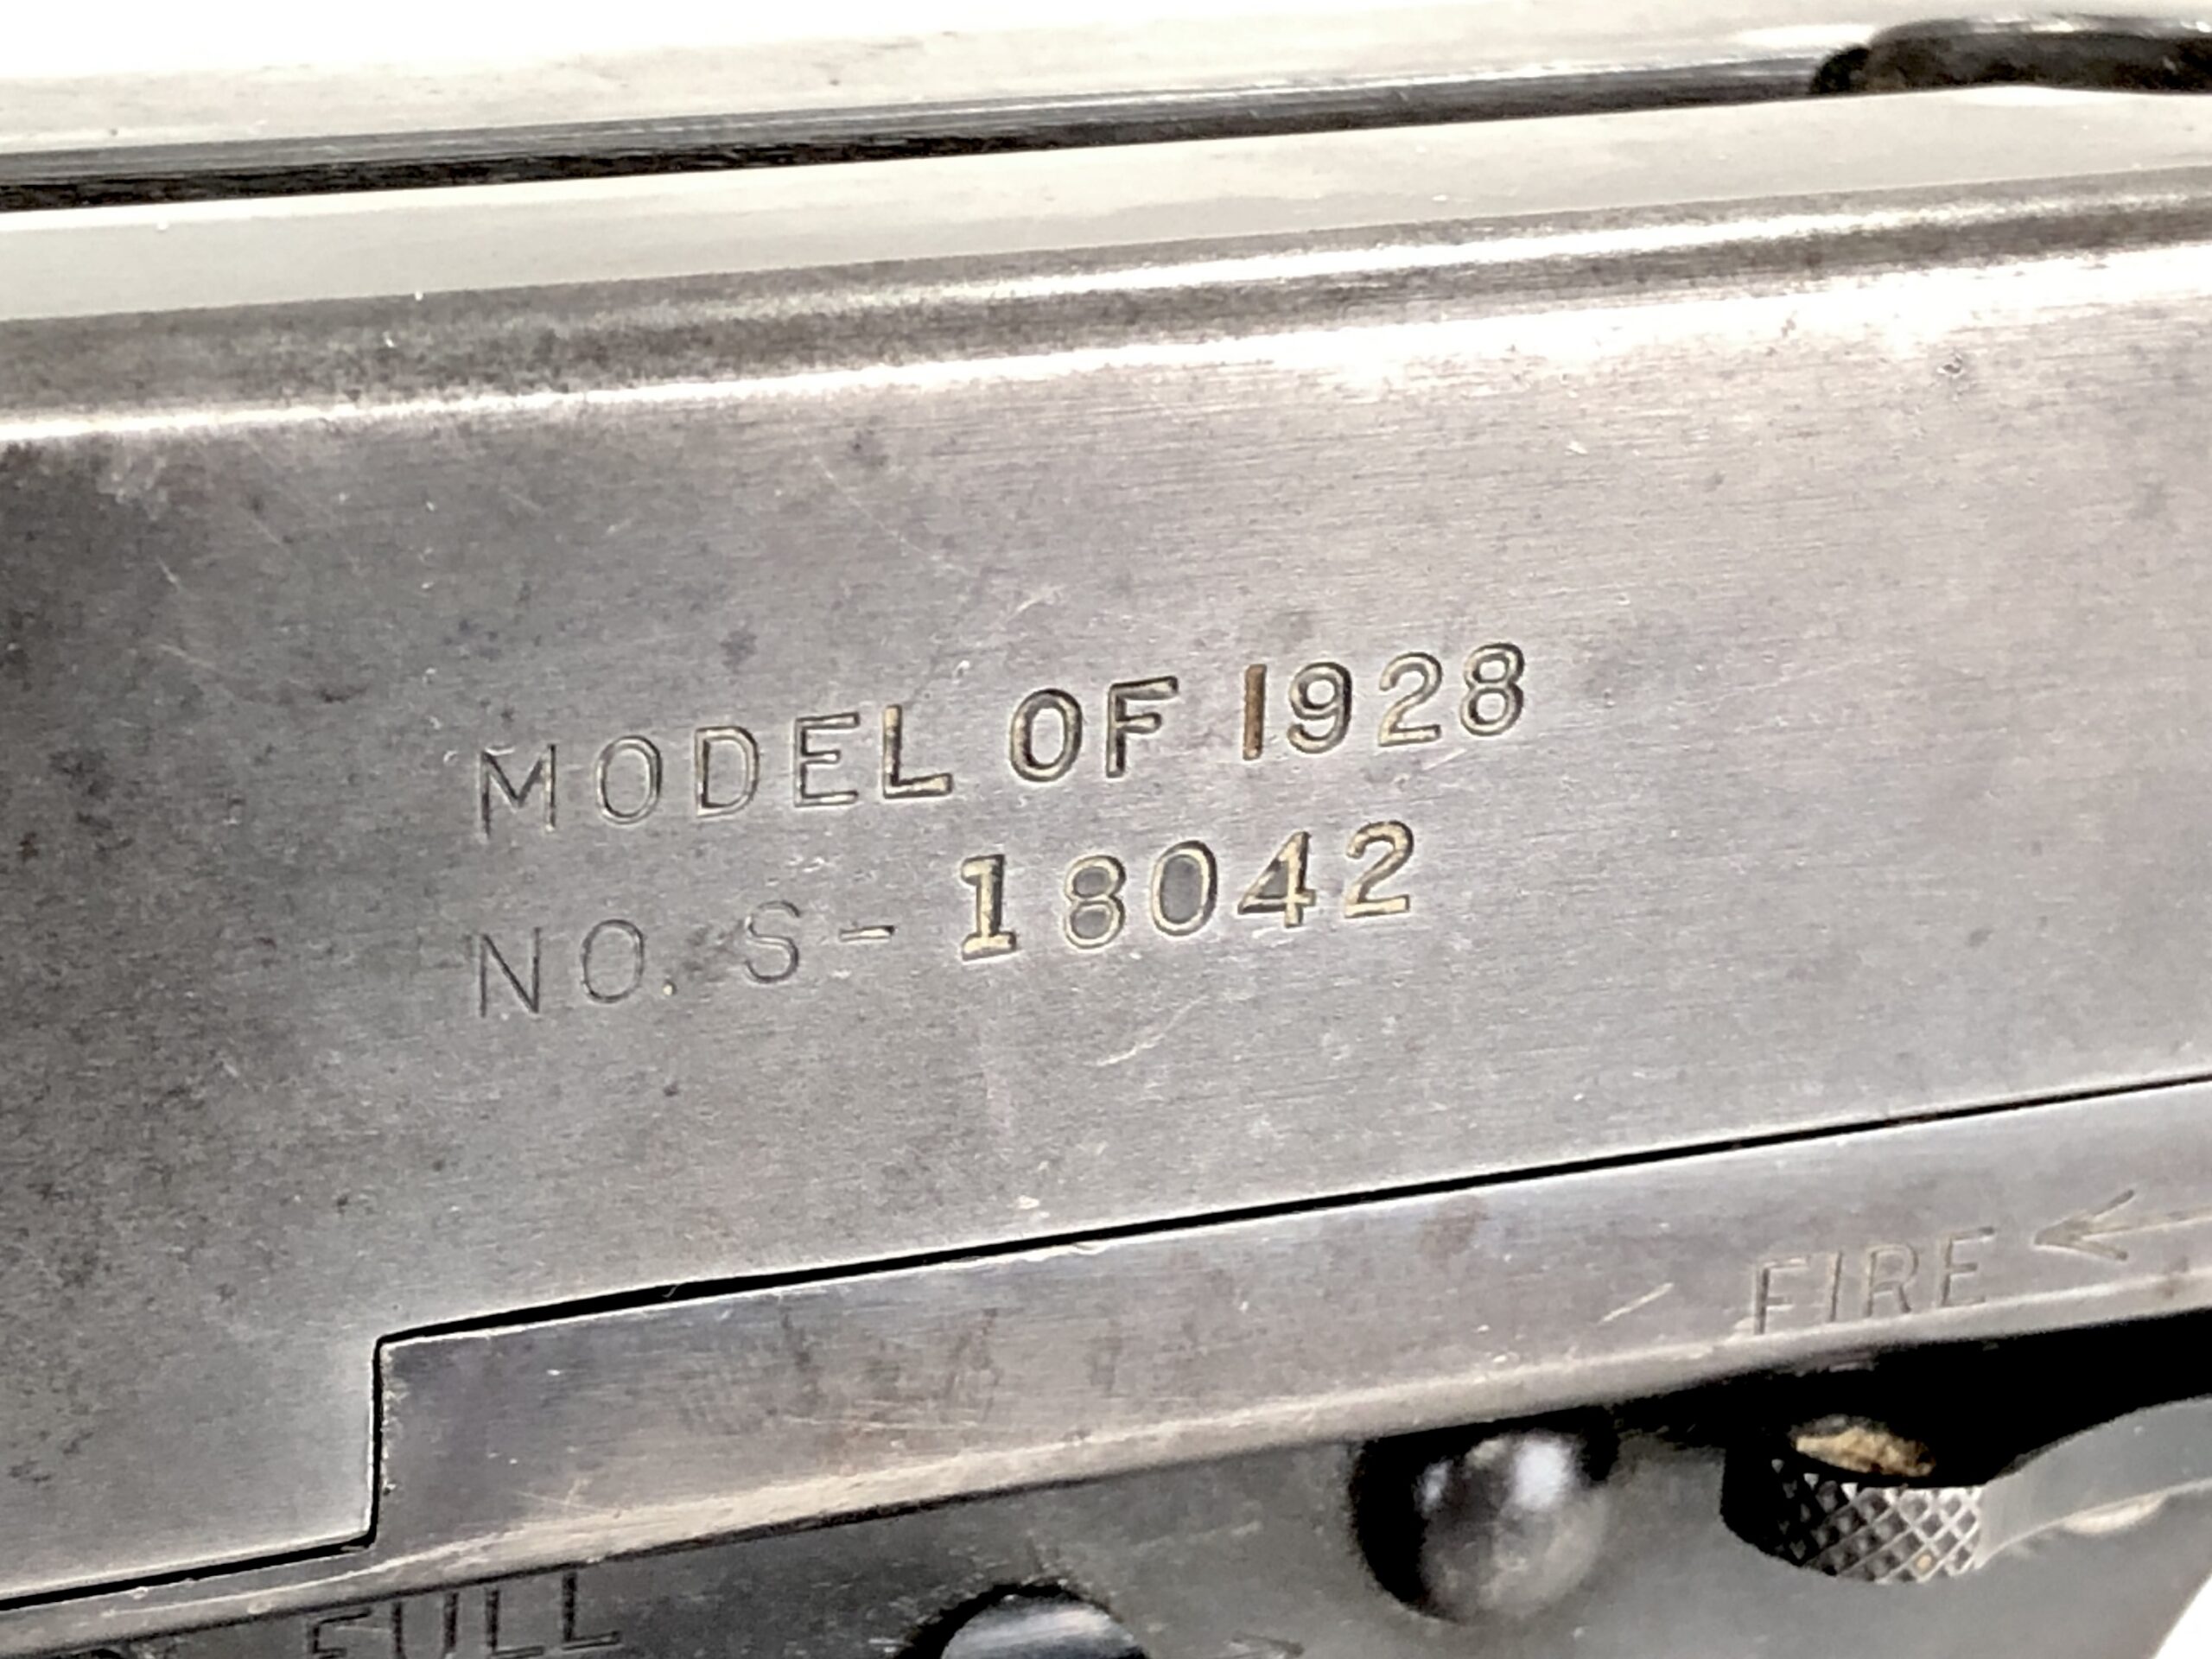 MODEL OF 1928
NO. S- 18042
FIRE ←
FULL